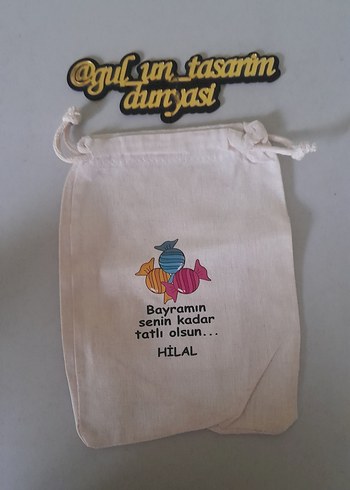 @gul_un_tasarim
dunyasi
Bayramın
senin kadar
tatlı olsun...
HİLAL